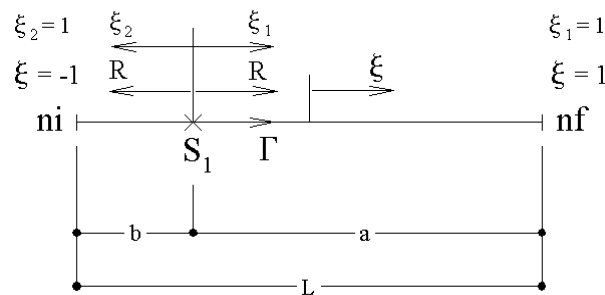 ξ₂ = 1 ξ₂ ξ₁ ξ₁ = 1
ξ = -1 R R ξ ξ = 1
ni nf
S₁ Γ
b a
L